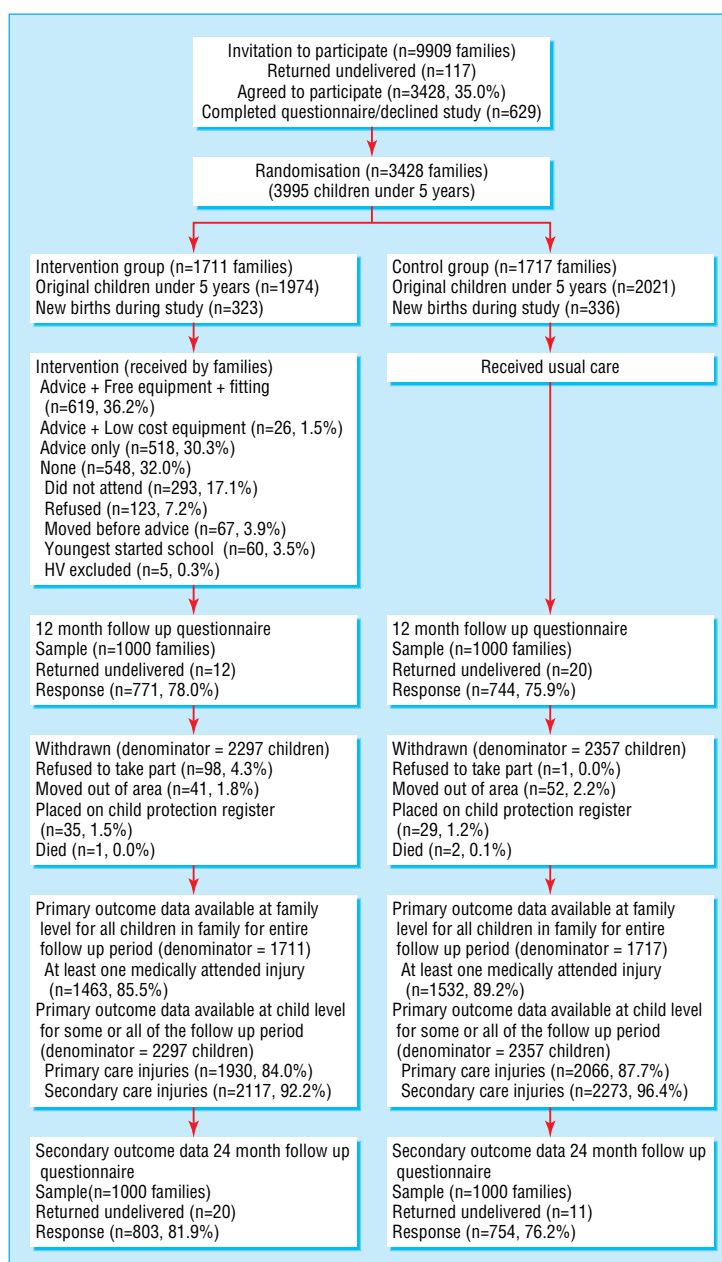 Invitation to participate (n=9909 families)
Returned undelivered (n=117)
Agreed to participate (n=3428, 35.0%)
Completed questionnaire/declined study (n=629)
Randomisation (n=3428 families)
(3995 children under 5 years)
Intervention group (n=1711 families)
Original children under 5 years (n=1974)
New births during study (n=323)
Control group (n=1717 families)
Original children under 5 years (n=2021)
New births during study (n=336)
Intervention (received by families)
Advice + Free equipment + fitting
(n=619, 36.2%)
Advice + Low cost equipment (n=26, 1.5%)
Advice only (n=518, 30.3%)
None (n=548, 32.0%)
Did not attend (n=293, 17.1%)
Refused (n=123, 7.2%)
Moved before advice (n=67, 3.9%)
Youngest started school (n=60, 3.5%)
HV excluded (n=5, 0.3%)
Received usual care
12 month follow up questionnaire
Sample (n=1000 families)
Returned undelivered (n=12)
Response (n=771, 78.0%)
12 month follow up questionnaire
Sample (n=1000 families)
Returned undelivered (n=20)
Response (n=744, 75.9%)
Withdrawn (denominator = 2297 children)
Refused to take part (n=98, 4.3%)
Moved out of area (n=41, 1.8%)
Placed on child protection register
(n=35, 1.5%)
Died (n=1, 0.0%)
Withdrawn (denominator = 2357 children)
Refused to take part (n=1, 0.0%)
Moved out of area (n=52, 2.2%)
Placed on child protection register
(n=29, 1.2%)
Died (n=2, 0.1%)
Primary outcome data available at family
level for all children in family for entire
follow up period (denominator = 1711)
At least one medically attended injury
(n=1463, 85.5%)
Primary outcome data available at child level
for some or all of the follow up period
(denominator = 2297 children)
Primary care injuries (n=1930, 84.0%)
Secondary care injuries (n=2117, 92.2%)
Primary outcome data available at family
level for all children in family for entire
follow up period (denominator = 1717)
At least one medically attended injury
(n=1532, 89.2%)
Primary outcome data available at child level
for some or all of the follow up period
(denominator = 2357 children)
Primary care injuries (n=2066, 87.7%)
Secondary care injuries (n=2273, 96.4%)
Secondary outcome data 24 month follow up
questionnaire
Sample(n=1000 families)
Returned undelivered (n=20)
Response (n=803, 81.9%)
Secondary outcome data 24 month follow up
questionnaire
Sample (n=1000 families)
Returned undelivered (n=11)
Response (n=754, 76.2%)